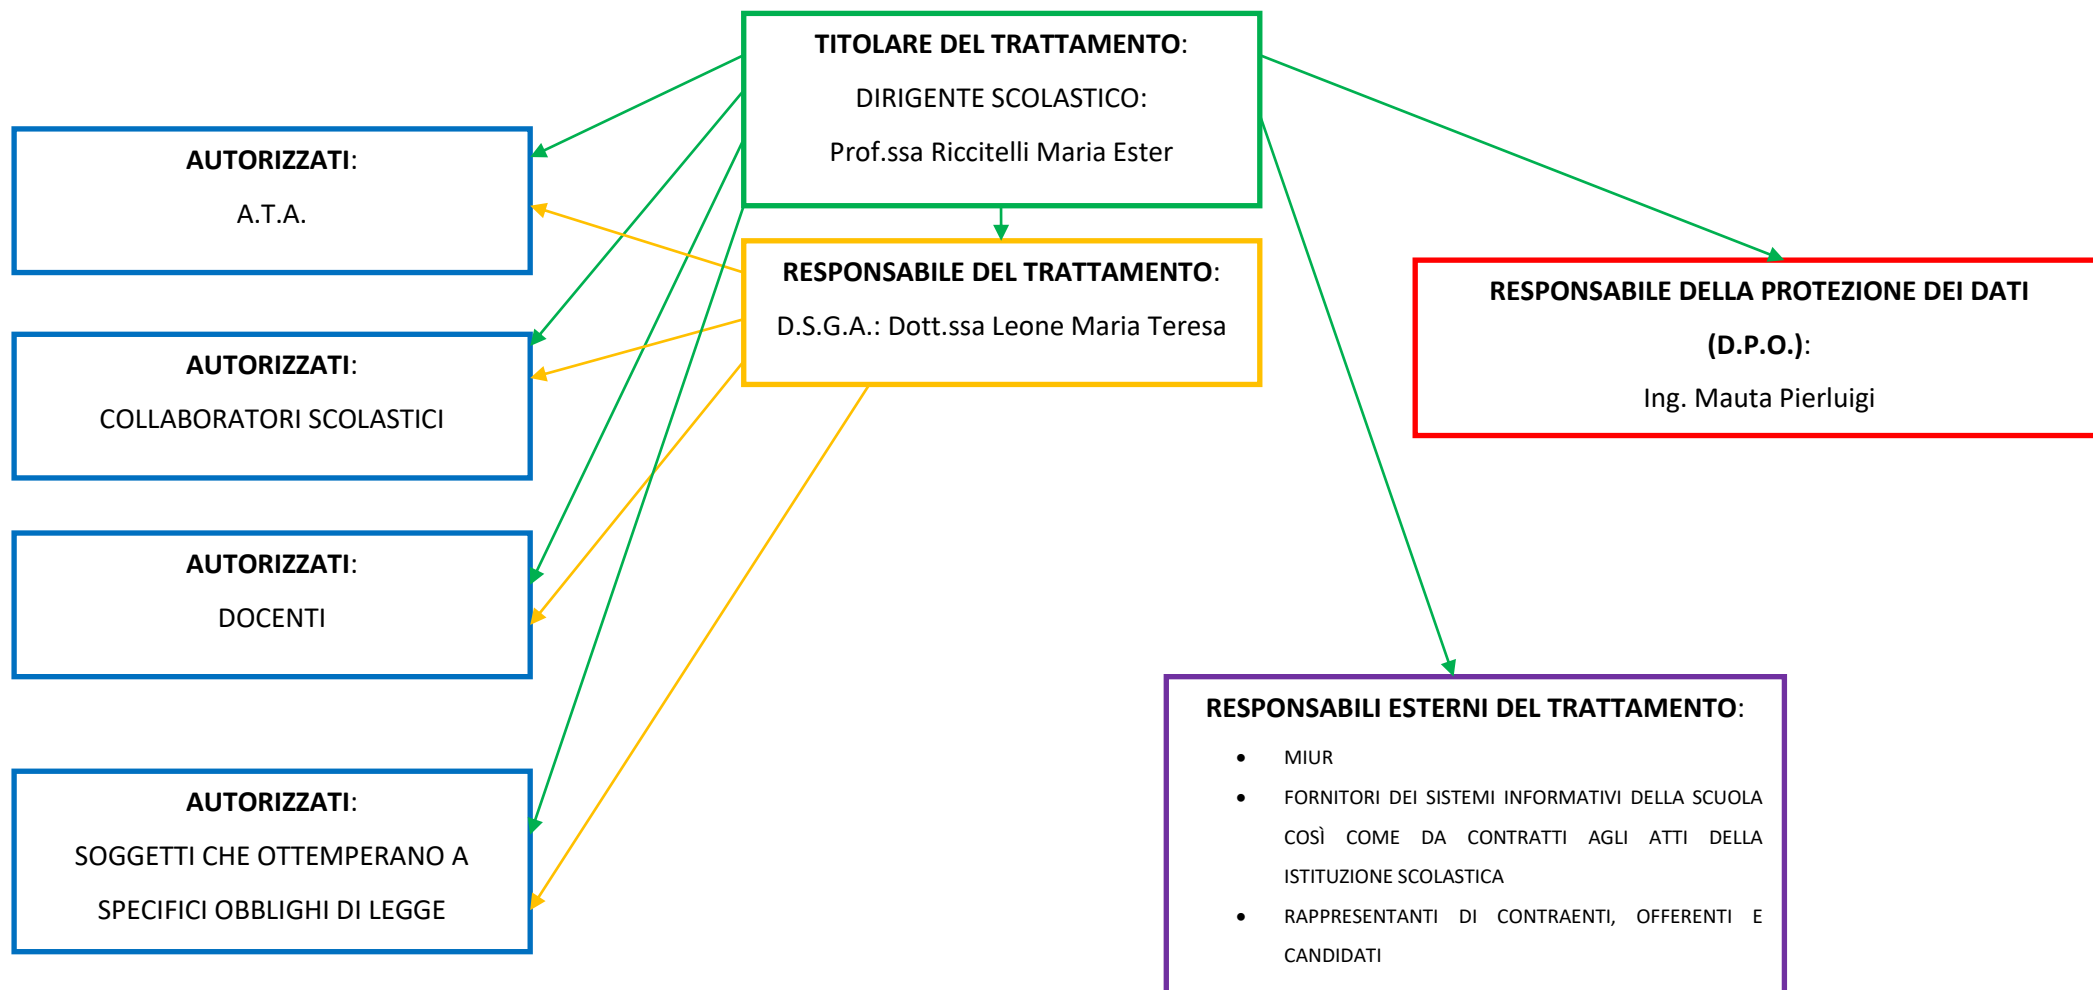 TITOLARE DEL TRATTAMENTO:
DIRIGENTE SCOLASTICO:
Prof.ssa Riccitelli Maria Ester
AUTORIZZATI:
A.T.A.
RESPONSABILE DEL TRATTAMENTO:
D.S.G.A.: Dott.ssa Leone Maria Teresa
RESPONSABILE DELLA PROTEZIONE DEI DATI
(D.P.O.):
Ing. Mauta Pierluigi
AUTORIZZATI:
COLLABORATORI SCOLASTICI
AUTORIZZATI:
DOCENTI
AUTORIZZATI:
SOGGETTI CHE OTTEMPERANO A
SPECIFICI OBBLIGHI DI LEGGE
RESPONSABILI ESTERNI DEL TRATTAMENTO:
• MIUR
• FORNITORI DEI SISTEMI INFORMATIVI DELLA SCUOLA
COSÌ COME DA CONTRATTI AGLI ATTI DELLA
ISTITUZIONE SCOLASTICA
• RAPPRESENTANTI DI CONTRAENTI, OFFERENTI E
CANDIDATI